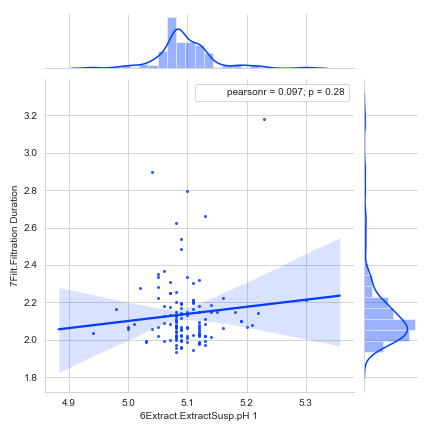 pearsonr = 0.097; p = 0.28
3.2
3.0
2.8
2.6
2.4
2.2
2.0
1.8
7Filt.Filtration Duration
4.9 5.0 5.1 5.2 5.3
6Extract.ExtractSusp.pH 1